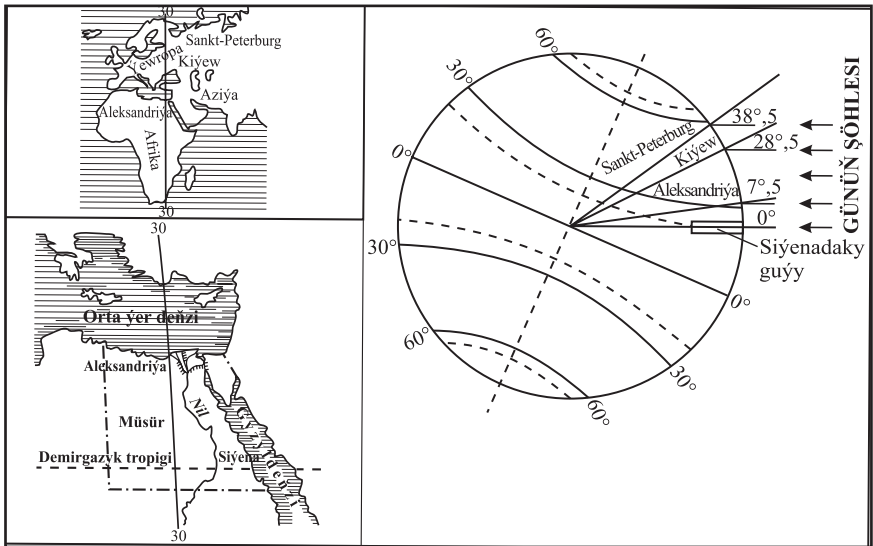 30
Sankt-Peterburg
Ýewropa
Kiýew
Aziýa
Aleksandriýa
Afrika
30
30
Orta ýer deňzi
Aleksandriýa
Nil
Müsür
Gyzyl deňzi
Demirgazyk tropigi
Siýena
30
60°
30°
0°
30°
60°
Sankt-Peterburg
38°,5
Kiýew
28°,5
Aleksandriýa
7°,5
0°
Siýenadaky
guýy
0°
30°
60°
GÜNÜŇ ŞÖHLESI